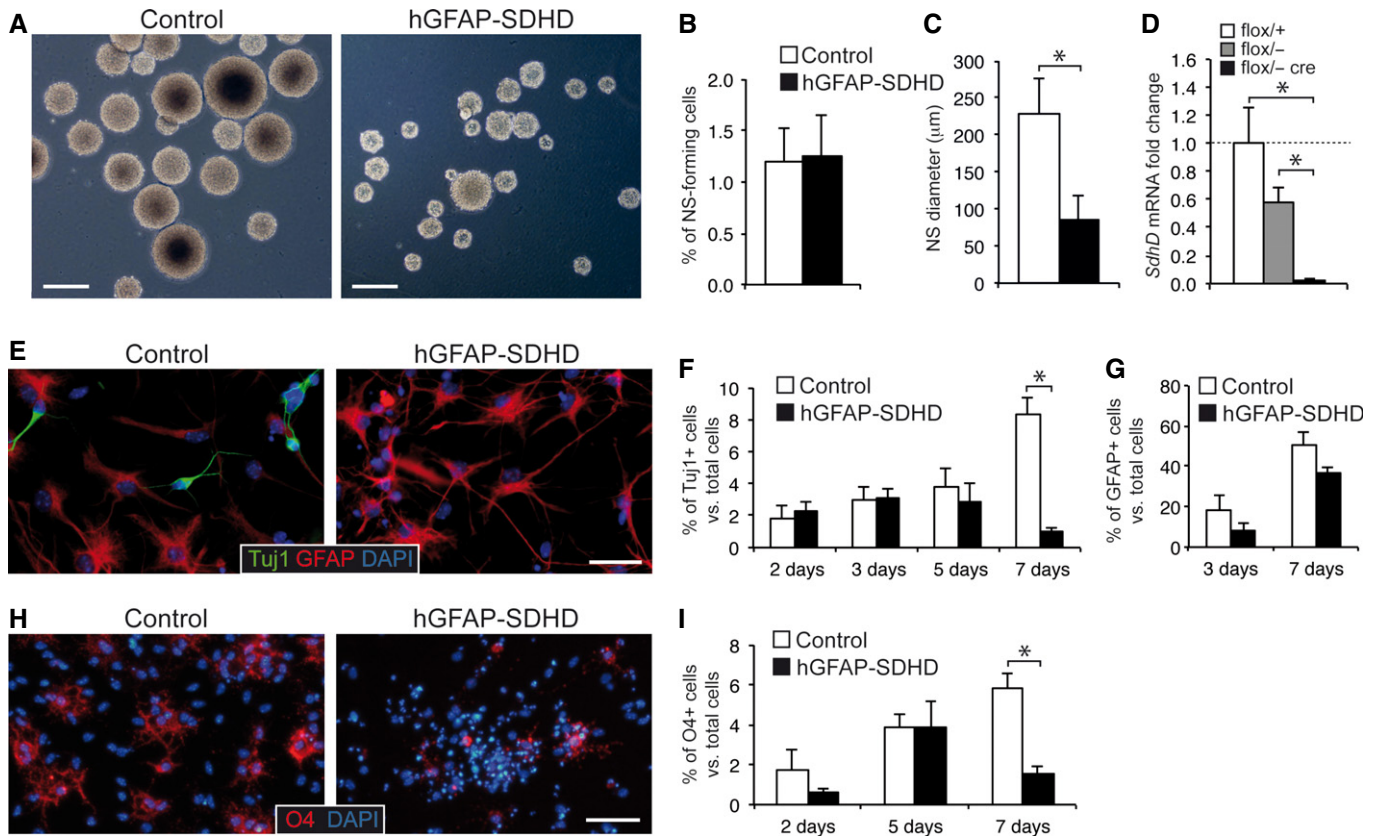 A
Control
hGFAP-SDHD
B
Control
hGFAP-SDHD
% of NS-forming cells
2.0
1.5
1.0
0.5
0.0
C
*
NS diameter (μm)
300
250
200
150
100
50
0
D
flox/+
flox/−
flox/− cre
*
*
SdhD mRNA fold change
1.6
1.4
1.2
1.0
0.8
0.6
0.4
0.2
0
E
Control
hGFAP-SDHD
Tuj1 GFAP DAPI
F
Control
hGFAP-SDHD
*
% of Tuj1+ cells
vs. total cells
10
8
6
4
2
0
2 days
3 days
5 days
7 days
G
Control
hGFAP-SDHD
% of GFAP+ cells
vs. total cells
80
60
40
20
0
3 days
7 days
H
Control
hGFAP-SDHD
O4 DAPI
I
Control
hGFAP-SDHD
*
% of O4+ cells
vs. total cells
8
6
4
2
0
2 days
5 days
7 days